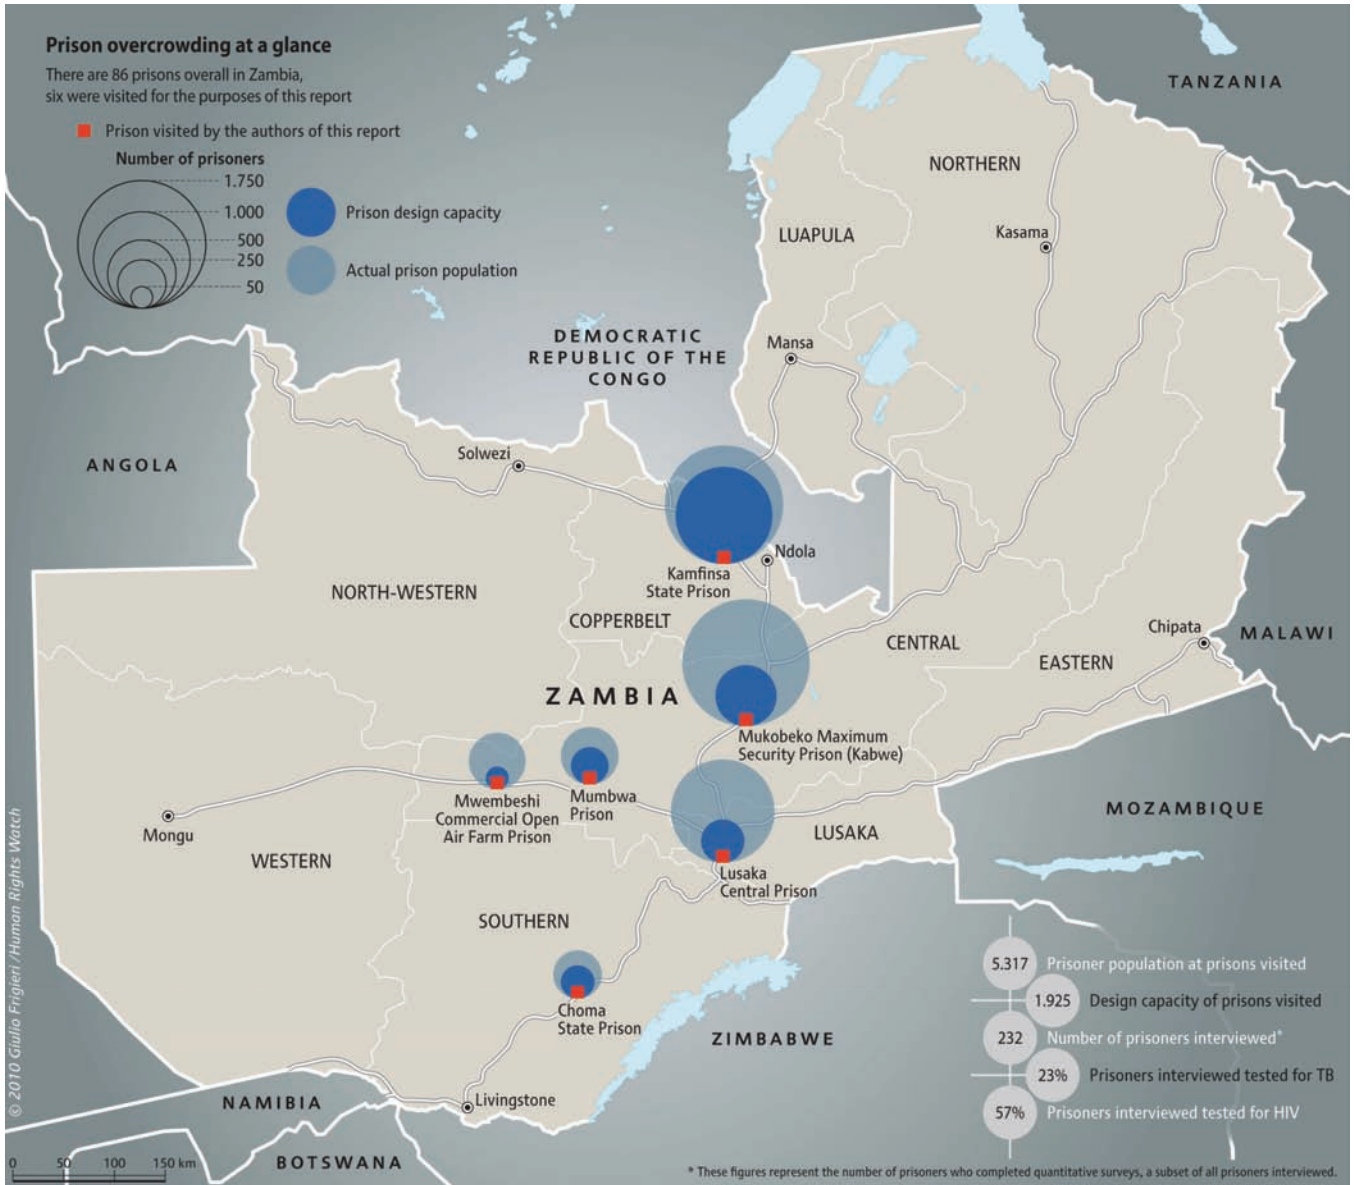 Prison overcrowding at a glance
There are 86 prisons overall in Zambia,
six were visited for the purposes of this report
Prison visited by the authors of this report
Number of prisoners
1.750
1.000
500
250
50
Prison design capacity
Actual prison population
TANZANIA
NORTHERN
LUAPULA
Kasama
DEMOCRATIC
REPUBLIC OF THE
CONGO
Mansa
ANGOLA
Solwezi
Ndola
Kamfinsa
State Prison
NORTH-WESTERN
COPPERBELT
CENTRAL
Chipata
MALAWI
EASTERN
ZAMBIA
Mukobeko Maximum
Security Prison (Kabwe)
Mwembeshi
Commercial Open
Air Farm Prison
Mumbwa
Prison
Mongu
WESTERN
LUSAKA
MOZAMBIQUE
Lusaka
Central Prison
SOUTHERN
Choma
State Prison
ZIMBABWE
Livingstone
NAMIBIA
BOTSWANA
5.317 Prisoner population at prisons visited
1.925 Design capacity of prisons visited
232 Number of prisoners interviewed*
23% Prisoners interviewed tested for TB
57% Prisoners interviewed tested for HIV
0 50 100 150 km
* These figures represent the number of prisoners who completed quantitative surveys, a subset of all prisoners interviewed.
© 2010 Giulio Frigieri /Human Rights Watch